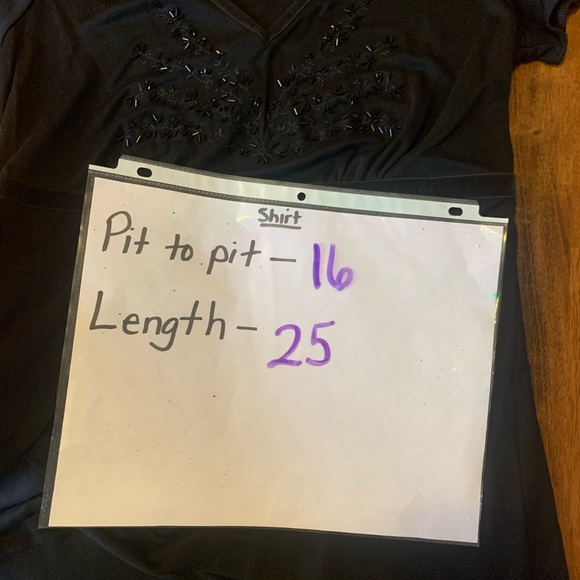 Shirt
Pit to pit - 16
Length - 25